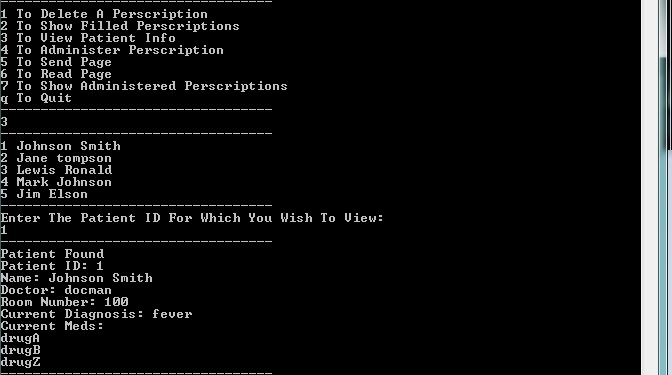 ---------------------------------
1 To Delete A Perscription
2 To Show Filled Perscriptions
3 To View Patient Info
4 To Administer Perscription
5 To Send Page
6 To Read Page
7 To Show Administered Perscriptions
q To Quit
---------------------------------
3
---------------------------------
1 Johnson Smith
2 Jane tompson
3 Lewis Ronald
4 Mark Johnson
5 Jim Elson
---------------------------------
Enter The Patient ID For Which You Wish To View:
1
---------------------------------
Patient Found
Patient ID: 1
Name: Johnson Smith
Doctor: docman
Room Number: 100
Current Diagnosis: fever
Current Meds:
drugA
drugB
drugZ
---------------------------------